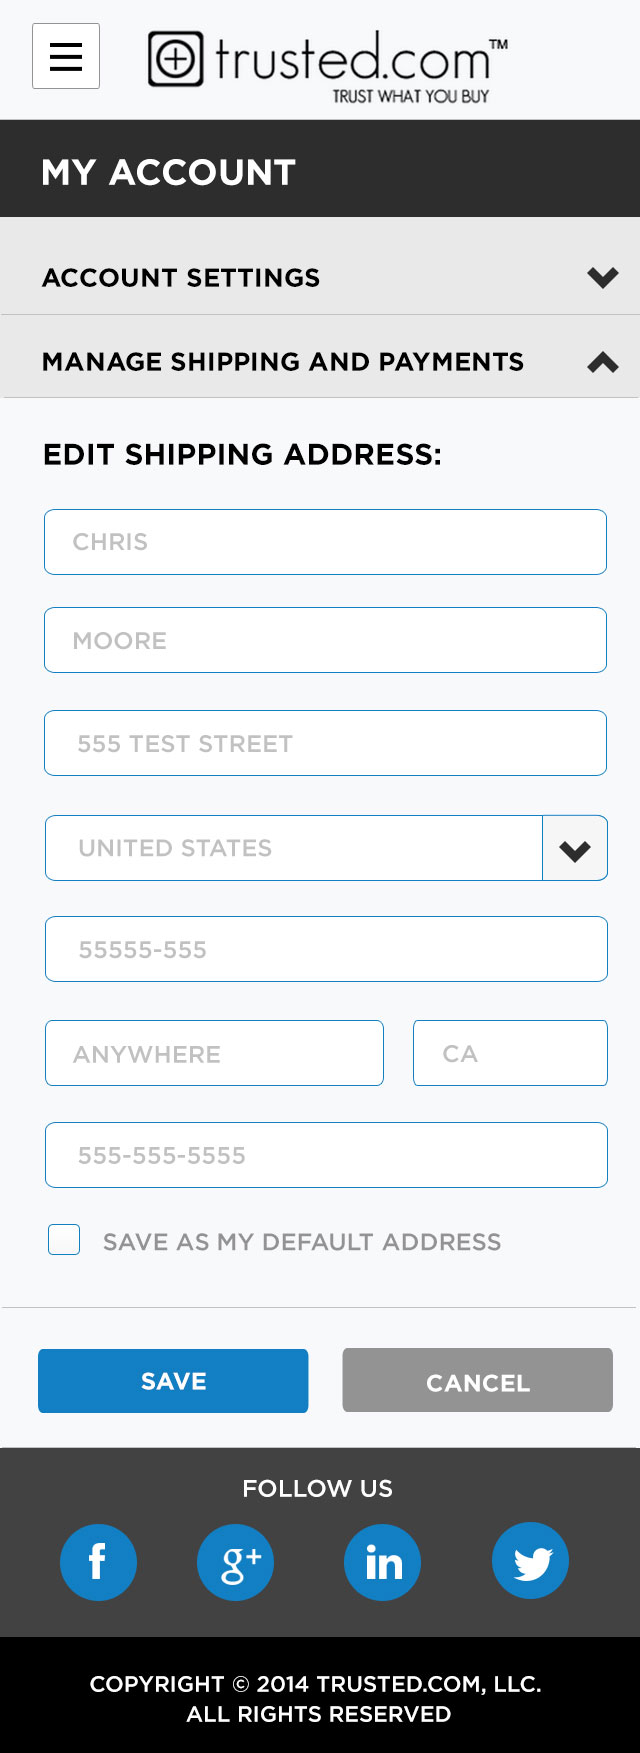 trusted.com™
TRUST WHAT YOU BUY
MY ACCOUNT
ACCOUNT SETTINGS
MANAGE SHIPPING AND PAYMENTS
EDIT SHIPPING ADDRESS:
CHRIS
MOORE
555 TEST STREET
UNITED STATES
55555-555
ANYWHERE
CA
555-555-5555
SAVE AS MY DEFAULT ADDRESS
SAVE
CANCEL
FOLLOW US
f
g+
in
COPYRIGHT © 2014 TRUSTED.COM, LLC.
ALL RIGHTS RESERVED